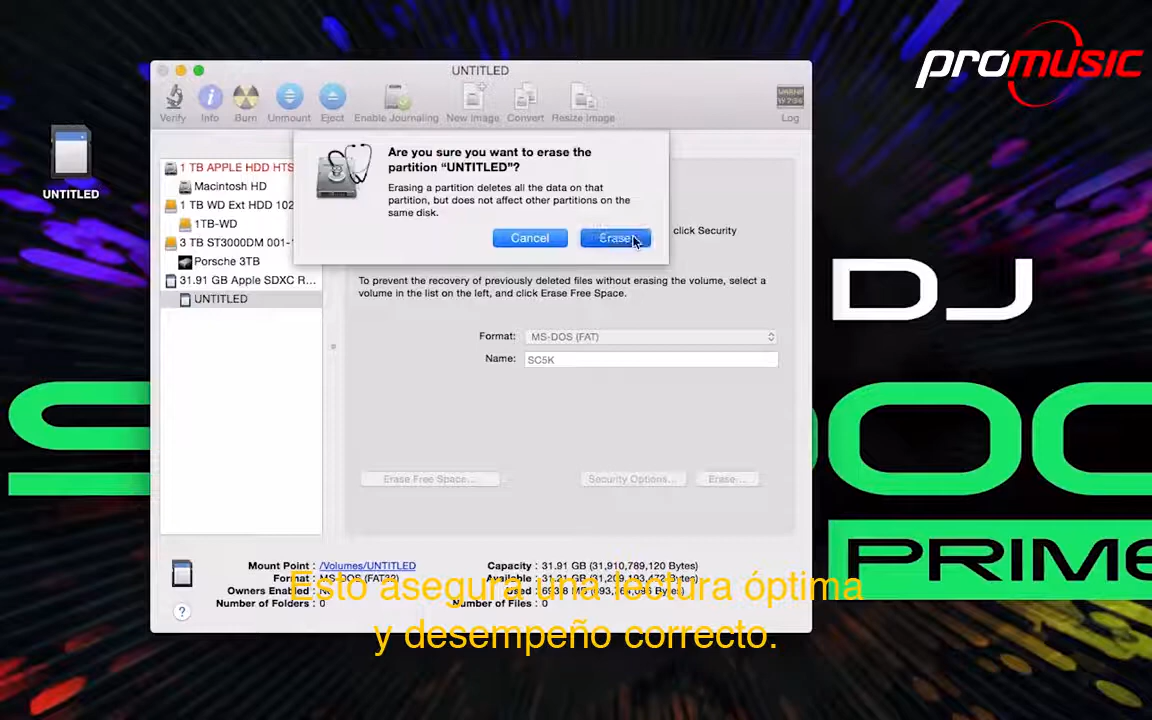 PROMUSIC
UNTITLED
Verify Info Burn Unmount Eject Enable Journaling New Image Convert Resize Image Log
Are you sure you want to erase the
partition “UNTITLED”?
Erasing a partition deletes all the data on that
partition, but does not affect other partitions on the
same disk.
Cancel Erase
1 TB APPLE HDD HTS
Macintosh HD
1 TB WD Ext HDD 102
1TB-WD
3 TB ST3000DM 001-
Porsche 3TB
31.91 GB Apple SDXC R...
UNTITLED
UNTITLED
click Security
To prevent the recovery of previously deleted files without erasing the volume, select a
volume in the list on the left, and click Erase Free Space.
Format: MS-DOS (FAT)
Name: SC5K
Erase Free Space... Security Options... Erase...
DJ
PRIME
Mount Point : /Volumes/UNTITLED
Format : MS-DOS (FAT32)
Owners Enabled :
Number of Folders : 0
Capacity : 31.91 GB (31,910,789,120 Bytes)
Available :
Used :
Number of Files : 0
?
Esto asegura una lectura óptima
y desempeño correcto.